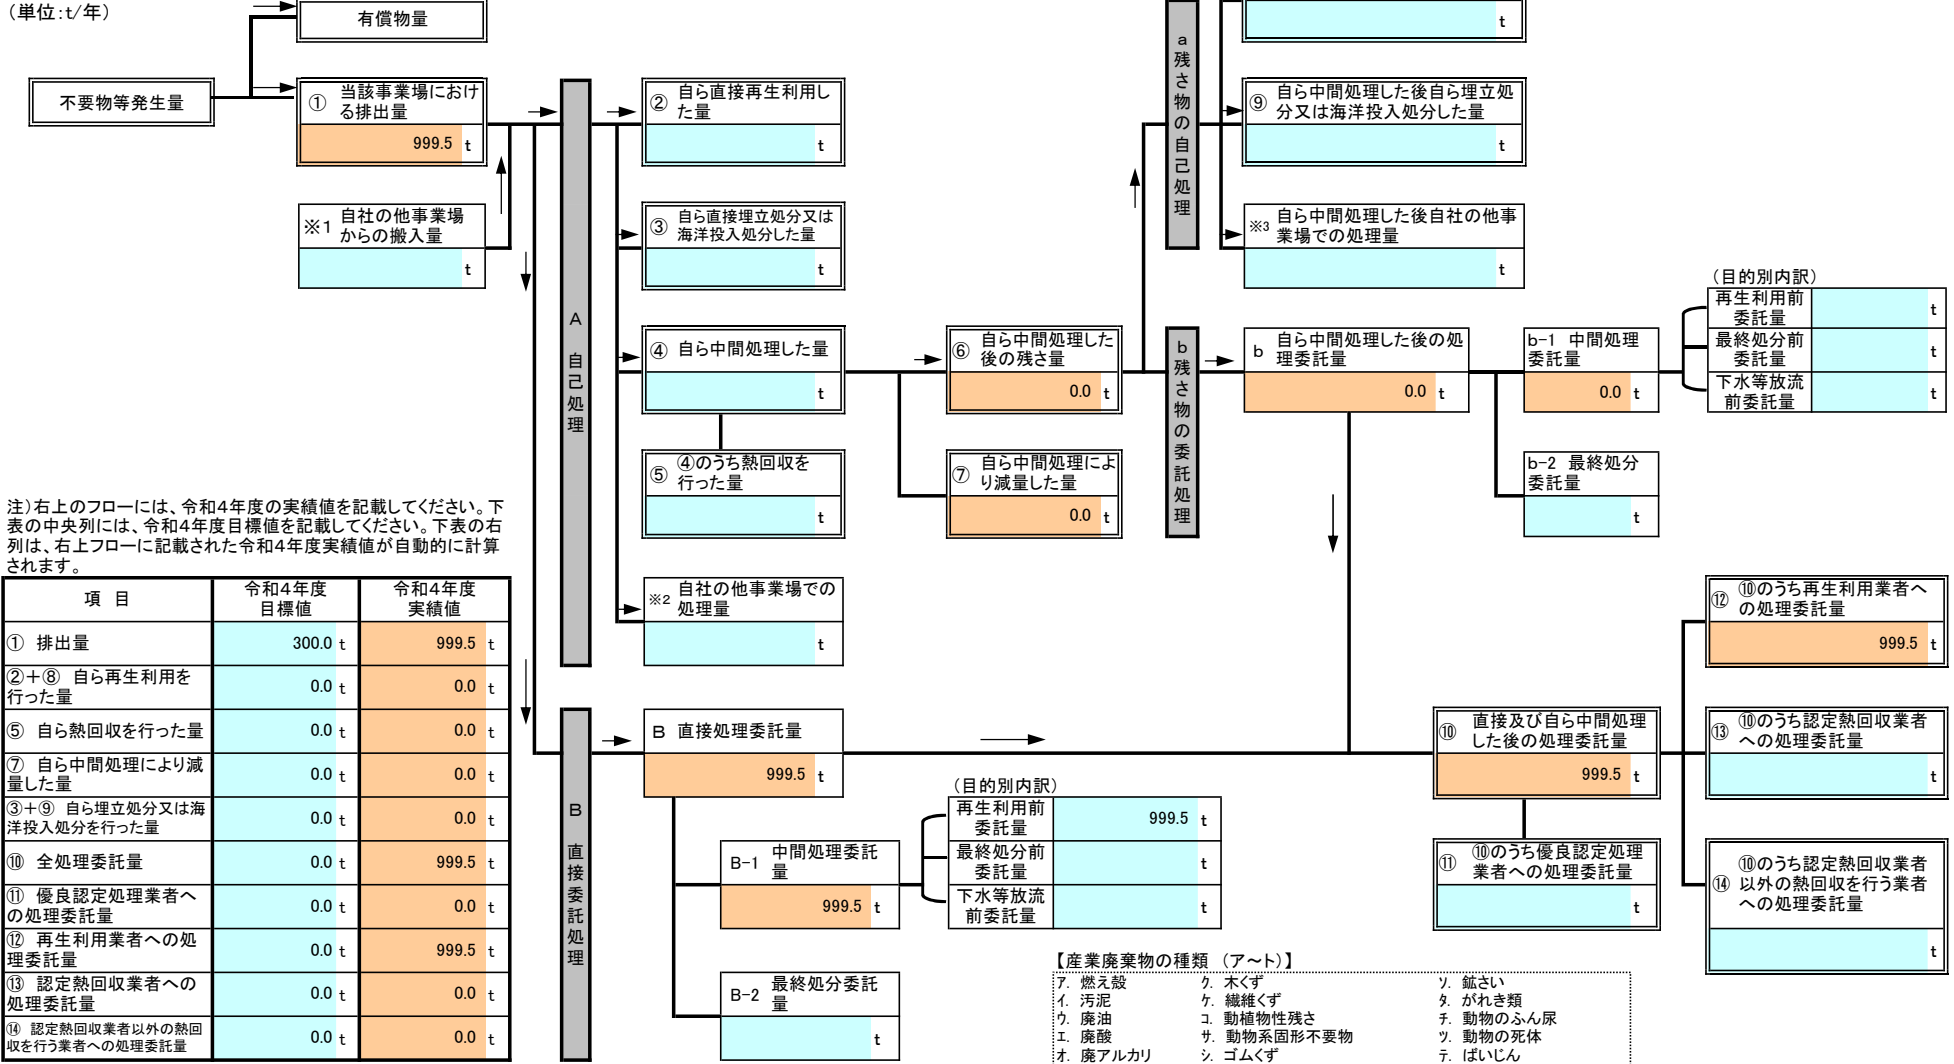 （単位:t/年）
有償物量
不要物等発生量
① 当該事業場におけ
る排出量
999.5 t
※1 自社の他事業場
からの搬入量
t
A
自
己
処
理
② 自ら直接再生利用し
た量
t
③ 自ら直接埋立処分又は
海洋投入処分した量
t
④ 自ら中間処理した量
t
⑤ ④のうち熱回収を
行った量
t
※2 自社の他事業場での
処理量
t
⑥ 自ら中間処理した
後の残さ量
0.0 t
⑦ 自ら中間処理によ
り減量した量
0.0 t
a
残
さ
物
の
自
己
処
理
t
⑨ 自ら中間処理した後自ら埋立処
分又は海洋投入処分した量
t
※3 自ら中間処理した後自社の他事
業場での処理量
t
b
残
さ
物
の
委
託
処
理
b 自ら中間処理した後の処
理委託量
0.0 t
b-1 中間処理
委託量
0.0 t
b-2 最終処分
委託量
t
（目的別内訳）
再生利用前
委託量 t
最終処分前
委託量 t
下水等放流
前委託量 t
注）右上のフローには、令和4年度の実績値を記載してください。下
表の中央列には、令和4年度目標値を記載してください。下表の右
列は、右上フローに記載された令和4年度実績値が自動的に計算
されます。
項 目 令和4年度 令和4年度
目標値 実績値
① 排出量 300.0 t 999.5 t
②＋⑧ 自ら再生利用を
行った量 0.0 t 0.0 t
⑤ 自ら熱回収を行った量 0.0 t 0.0 t
⑦ 自ら中間処理により減
量した量 0.0 t 0.0 t
③＋⑨ 自ら埋立処分又は海
洋投入処分を行った量 0.0 t 0.0 t
⑩ 全処理委託量 0.0 t 999.5 t
⑪ 優良認定処理業者へ
の処理委託量 0.0 t 0.0 t
⑫ 再生利用業者への処
理委託量 0.0 t 999.5 t
⑬ 認定熱回収業者への
処理委託量 0.0 t 0.0 t
⑭ 認定熱回収業者以外の熱回
収を行う業者への処理委託量 0.0 t 0.0 t
B
直
接
委
託
処
理
B 直接処理委託量
999.5 t
B-1 中間処理委託
量
999.5 t
B-2 最終処分委託
量
t
（目的別内訳）
再生利用前
委託量 999.5 t
最終処分前
委託量 t
下水等放流
前委託量 t
⑩ 直接及び自ら中間処理
した後の処理委託量
999.5 t
⑪ ⑩のうち優良認定処理
業者への処理委託量
t
⑫ ⑩のうち再生利用業者へ
の処理委託量
999.5 t
⑬ ⑩のうち認定熱回収業者
への処理委託量
t
⑭ ⑩のうち認定熱回収業者
以外の熱回収を行う業者
への処理委託量
t
【産業廃棄物の種類 （ア～ト）】
ア. 燃え殻 ク. 木くず ソ. 鉱さい
イ. 汚泥 ケ. 繊維くず タ. がれき類
ウ. 廃油 コ. 動植物性残さ チ. 動物のふん尿
エ. 廃酸 サ. 動物系固形不要物 ツ. 動物の死体
オ. 廃アルカリ シ. ゴムくず テ. ばいじん